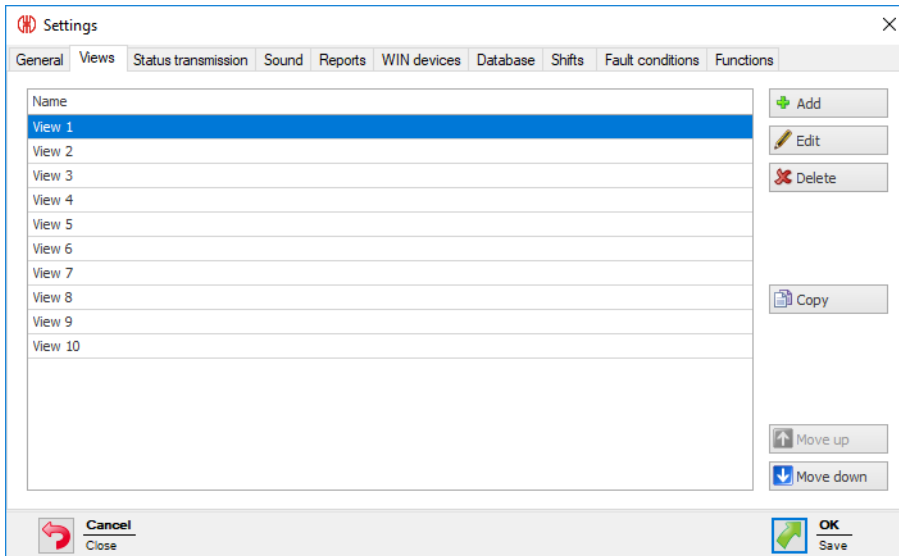 Settings
General Views Status transmission Sound Reports WIN devices Database Shifts Fault conditions Functions
Name
View 1
View 2
View 3
View 4
View 5
View 6
View 7
View 8
View 9
View 10
Add
Edit
Delete
Copy
Move up
Move down
Cancel
Close
OK
Save